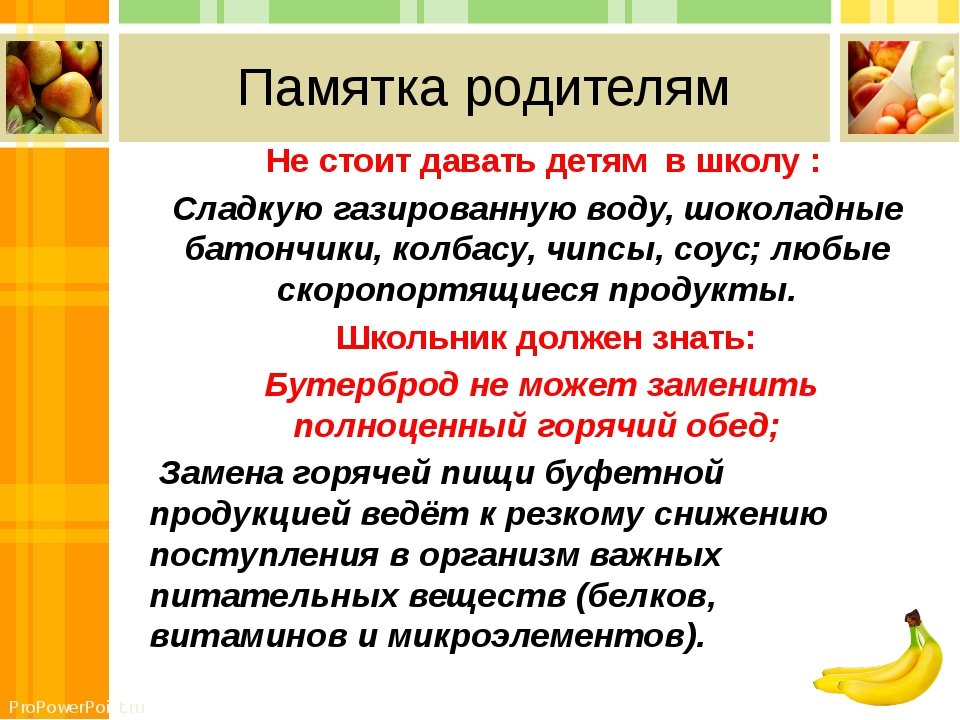 Памятка родителям
Не стоит давать детям  в школу :
Сладкую газированную воду, шоколадные
батончики, колбасу, чипсы, соус; любые
скоропортящиеся продукты.
Школьник должен знать:
Бутерброд не может заменить
полноценный горячий обед;
Замена горячей пищи буфетной
продукцией ведёт к резкому снижению
поступления в организм важных
питательных веществ (белков,
витаминов и микроэлементов).
ProPowerPoint.ru